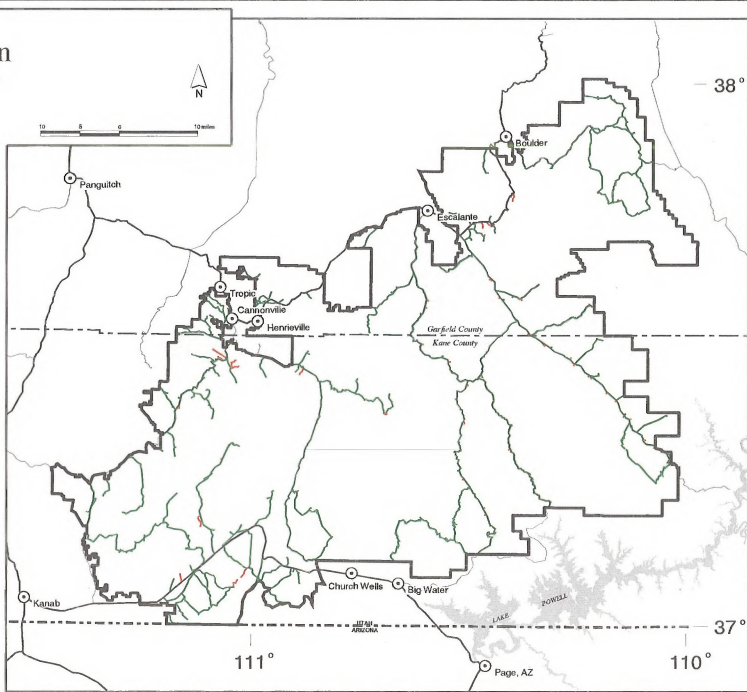 n
N
10 5 0 10 miles
38°
Boulder
Panguitch
Escalante
Tropic
Cannonville
Henrieville
Garfield County
Kane County
Church Wells
Big Water
Kanab
LAKE POWELL
UTAH
ARIZONA
37°
111°
110°
Page, AZ